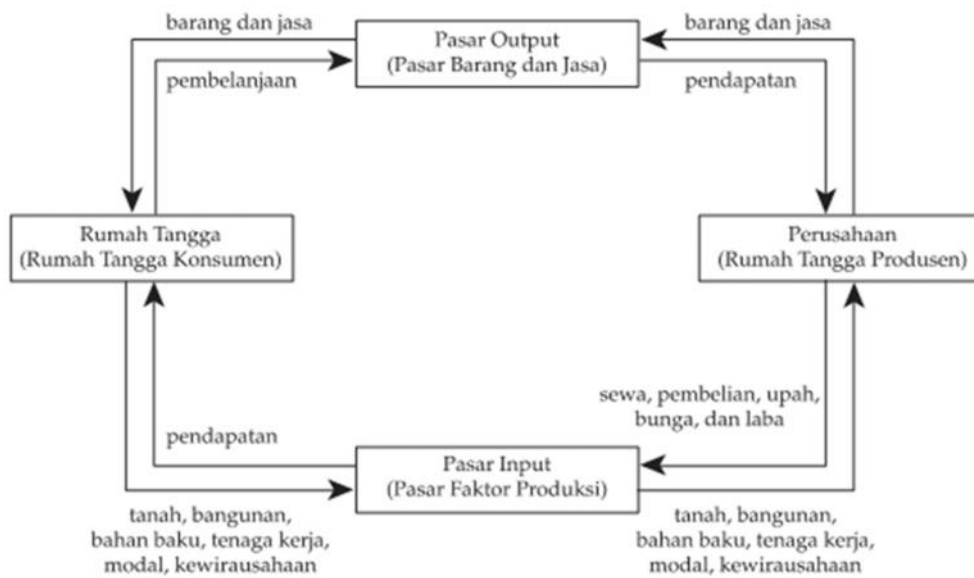 barang dan jasa
Pasar Output
(Pasar Barang dan Jasa)
barang dan jasa
pembelanjaan
pendapatan
Rumah Tangga
(Rumah Tangga Konsumen)
Perusahaan
(Rumah Tangga Produsen)
sewa, pembelian, upah,
bunga, dan laba
pendapatan
Pasar Input
(Pasar Faktor Produksi)
tanah, bangunan,
bahan baku, tenaga kerja,
modal, kewirausahaan
tanah, bangunan,
bahan baku, tenaga kerja,
modal, kewirausahaan